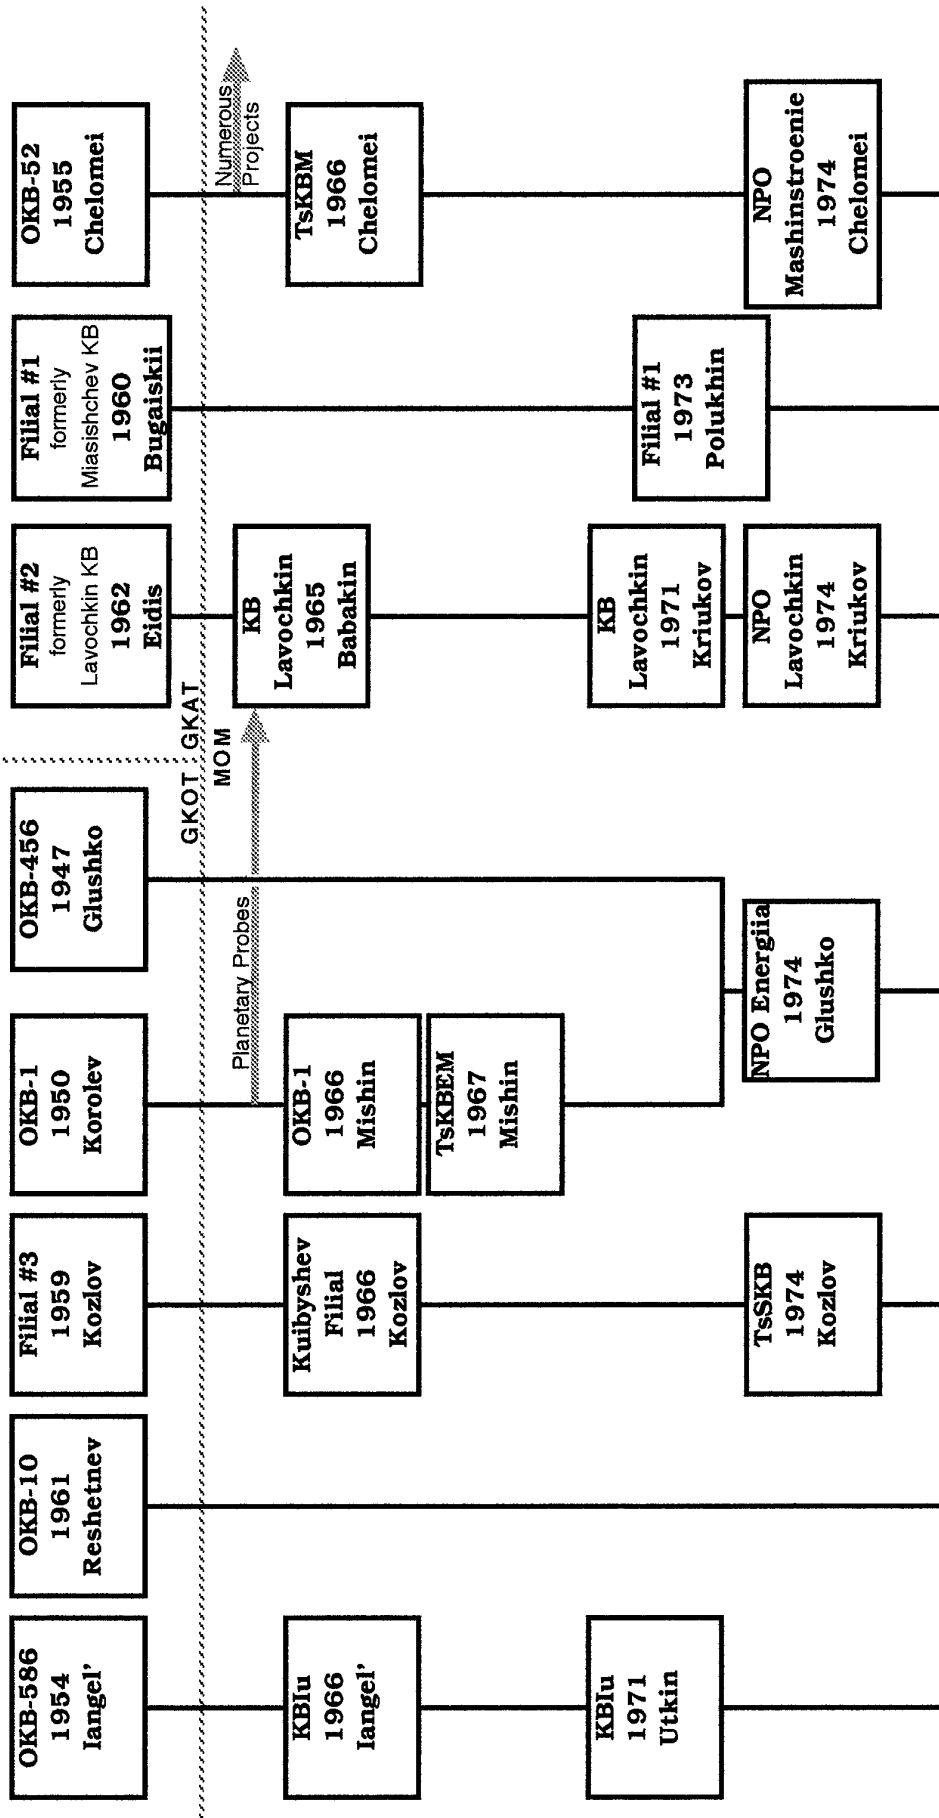 OKB-586
1954
Iangel’
OKB-10
1961
Reshetnev
Filial #3
1959
Kozlov
OKB-1
1950
Korolev
OKB-456
1947
Glushko
Filial #2
formerly
Lavochkin KB
1962
Eidis
Filial #1
formerly
Miasishchev KB
1960
Bugaiskii
OKB-52
1955
Chelomei
GKOT
GKAT
MOM
Planetary Probes
Numerous
Projects
KBIu
1966
Iangel’
Kuibyshev
Filial
1966
Kozlov
OKB-1
1966
Mishin
TsKBEM
1967
Mishin
KB
Lavochkin
1965
Babakin
TsKBM
1966
Chelomei
KBIu
1971
Utkin
KB
Lavochkin
1971
Kriukov
Filial #1
1973
Polukhin
TsSKB
1974
Kozlov
NPO Energiia
1974
Glushko
NPO
Lavochkin
1974
Kriukov
NPO
Mashinstroenie
1974
Chelomei